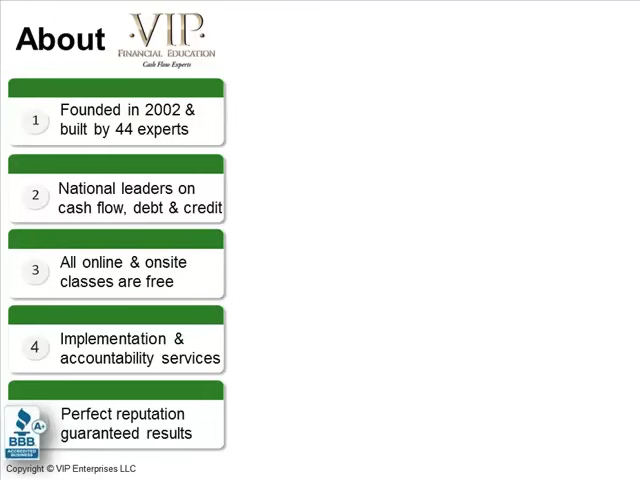 About
VIP
FINANCIAL EDUCATION
Cash Flow Experts
1
Founded in 2002 &
built by 44 experts
2
National leaders on
cash flow, debt & credit
3
All online & onsite
classes are free
4
Implementation &
accountability services
Perfect reputation
guaranteed results
A+
BBB
ACCREDITED
BUSINESS
Copyright © VIP Enterprises LLC